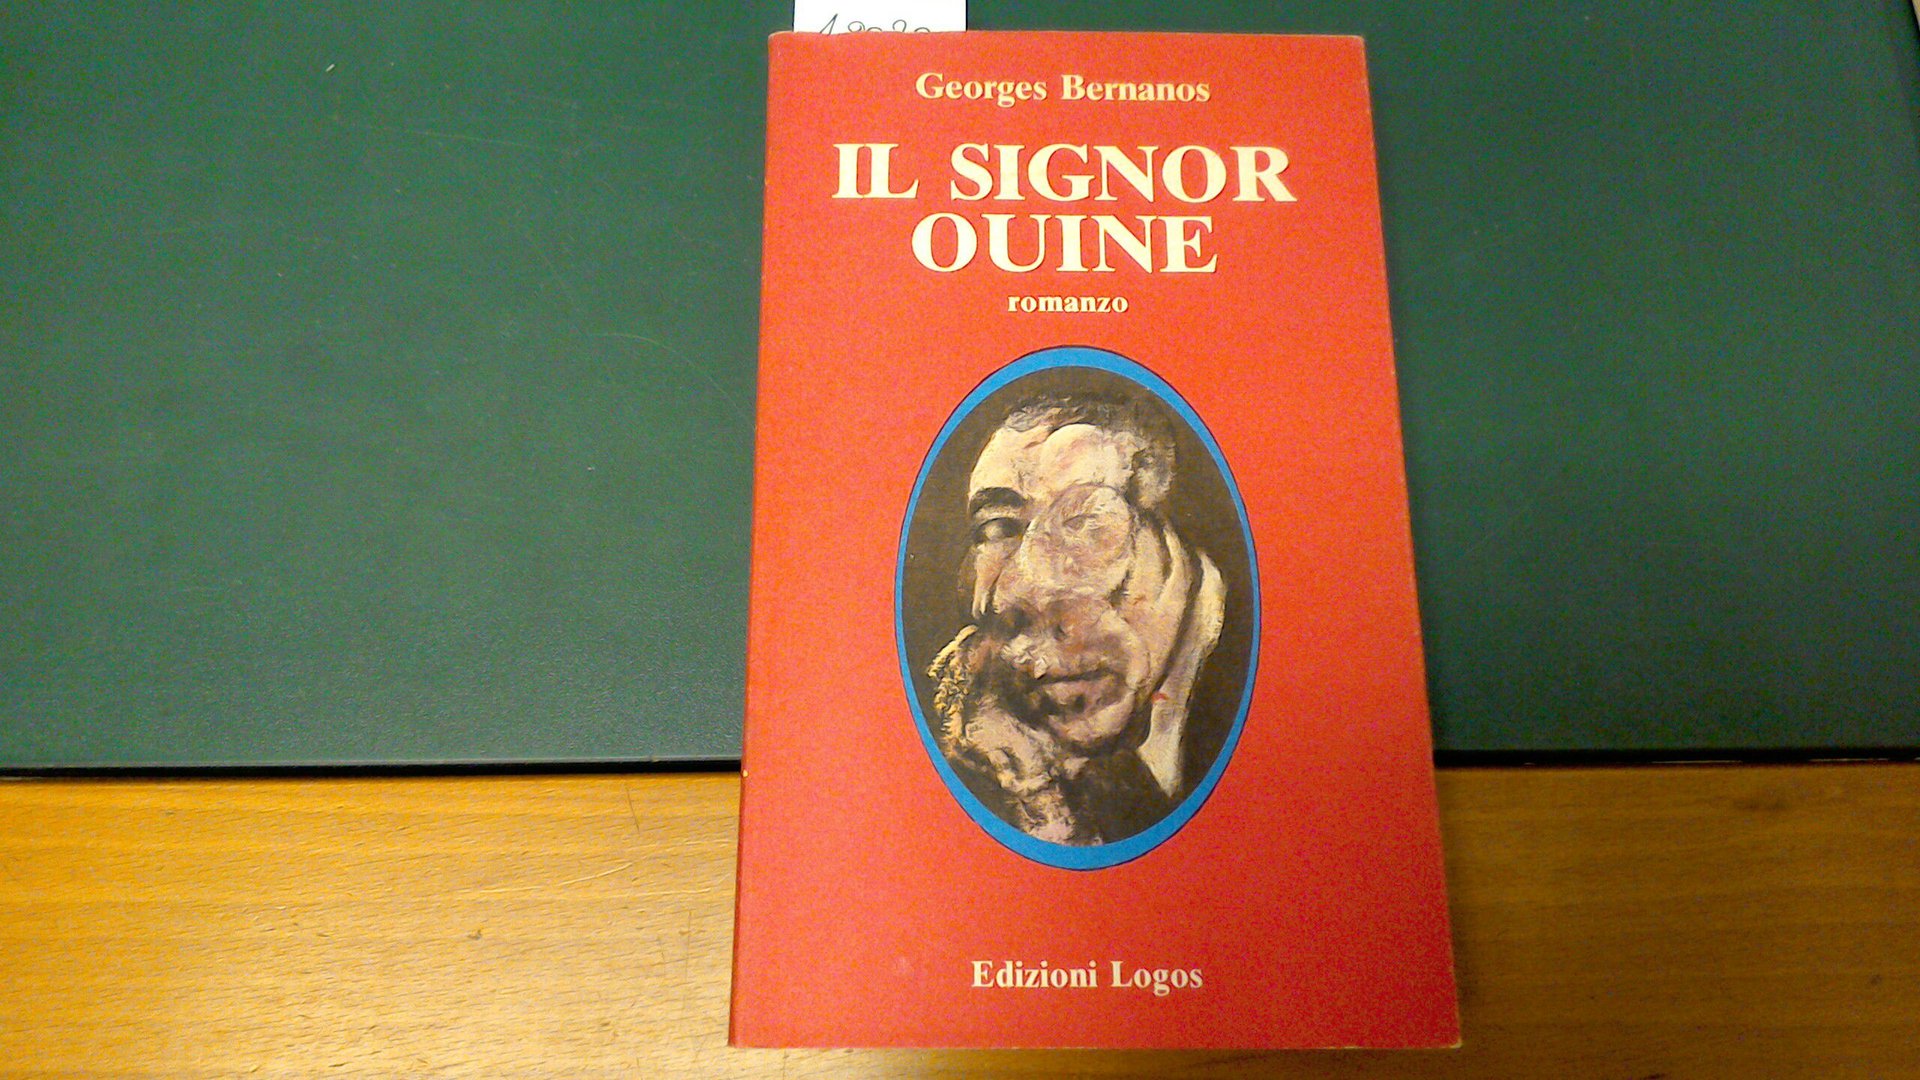 Georges Bernanos
IL SIGNOR
OUINE
romanzo
Edizioni Logos